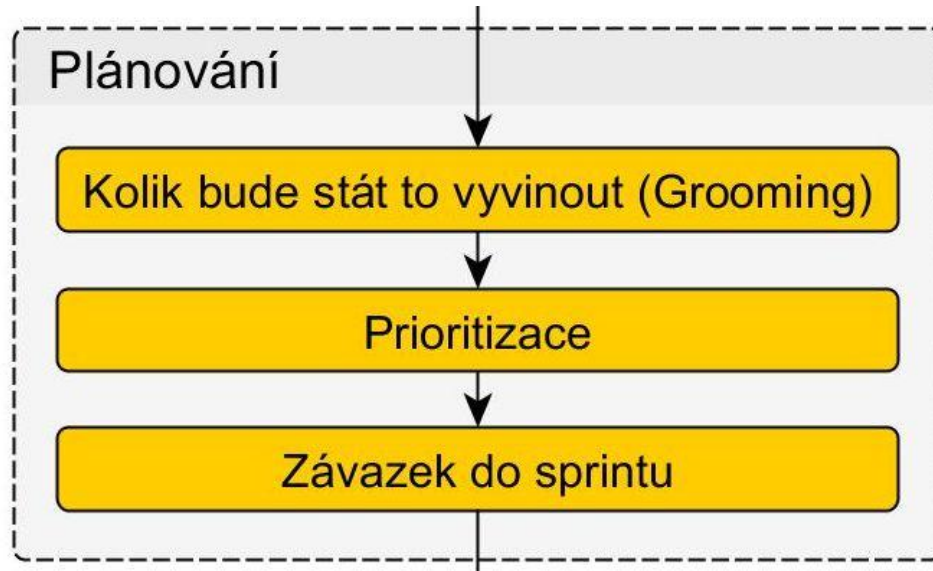 Plánování
Kolik bude stát to vyvinout (Grooming)
Prioritizace
Závazek do sprintu